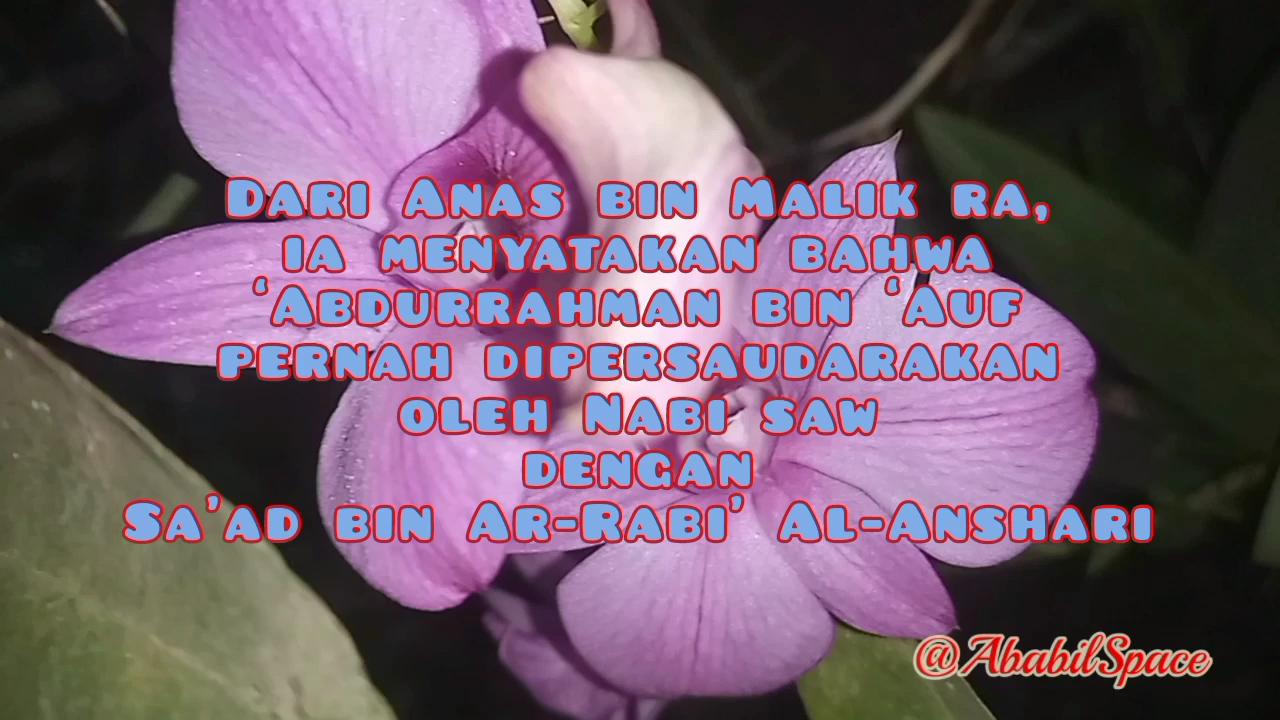 Dari Anas bin Malik ra,
ia menyatakan bahwa
‘Abdurrahman bin ‘Auf
pernah dipersaudarakan
oleh Nabi saw
dengan
Sa’ad bin Ar-Rabi’ Al-Anshari
@AbabilSpace